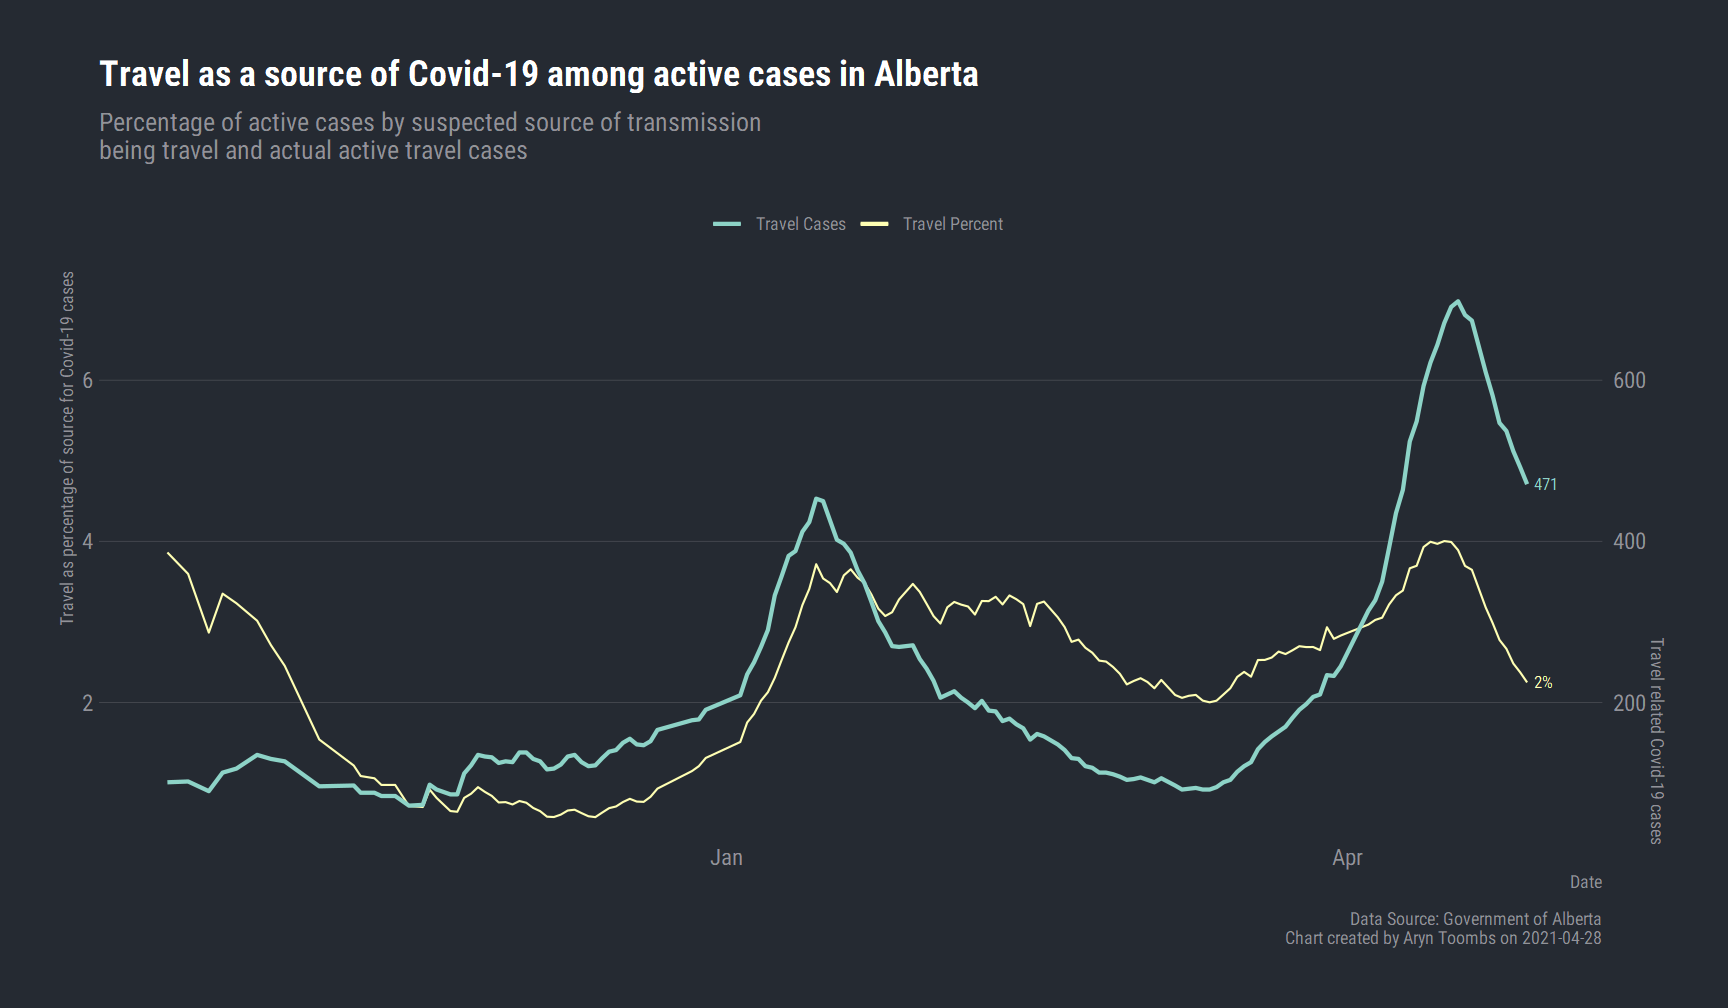 Travel as a source of Covid-19 among active cases in Alberta
Percentage of active cases by suspected source of transmission
being travel and actual active travel cases
Travel Cases
Travel Percent
Travel as percentage of source for Covid-19 cases
6
4
2
600
400
200
Travel related Covid-19 cases
471
2%
Jan
Apr
Date
Data Source: Government of Alberta
Chart created by Aryn Toombs on 2021-04-28